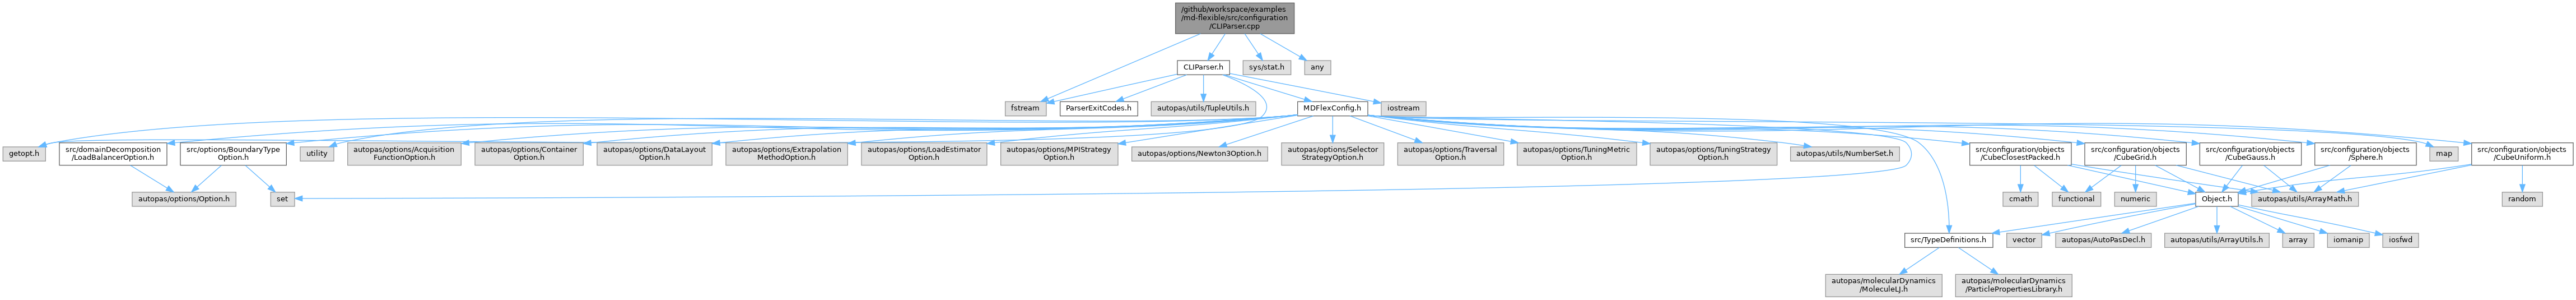 /github/workspace/examples
/md-flexible/src/configuration
/CLIParser.cpp
CLIParser.h
sys/stat.h
any
fstream
ParserExitCodes.h
autopas/utils/TupleUtils.h
MDFlexConfig.h
iostream
getopt.h
src/domainDecomposition
/LoadBalancerOption.h
src/options/BoundaryType
Option.h
utility
autopas/options/Acquisition
FunctionOption.h
autopas/options/Container
Option.h
autopas/options/DataLayout
Option.h
autopas/options/Extrapolation
MethodOption.h
autopas/options/LoadEstimator
Option.h
autopas/options/MPIStrategy
Option.h
autopas/options/Newton3Option.h
autopas/options/Selector
StrategyOption.h
autopas/options/Traversal
Option.h
autopas/options/TuningMetric
Option.h
autopas/options/TuningStrategy
Option.h
autopas/utils/NumberSet.h
src/configuration/objects
/CubeClosestPacked.h
src/configuration/objects
/CubeGrid.h
src/configuration/objects
/CubeGauss.h
src/configuration/objects
/Sphere.h
map
src/configuration/objects
/CubeUniform.h
autopas/options/Option.h
set
cmath
functional
numeric
Object.h
autopas/utils/ArrayMath.h
random
src/TypeDefinitions.h
vector
autopas/AutoPasDecl.h
autopas/utils/ArrayUtils.h
array
iomanip
iosfwd
autopas/molecularDynamics
/MoleculeLJ.h
autopas/molecularDynamics
/ParticlePropertiesLibrary.h